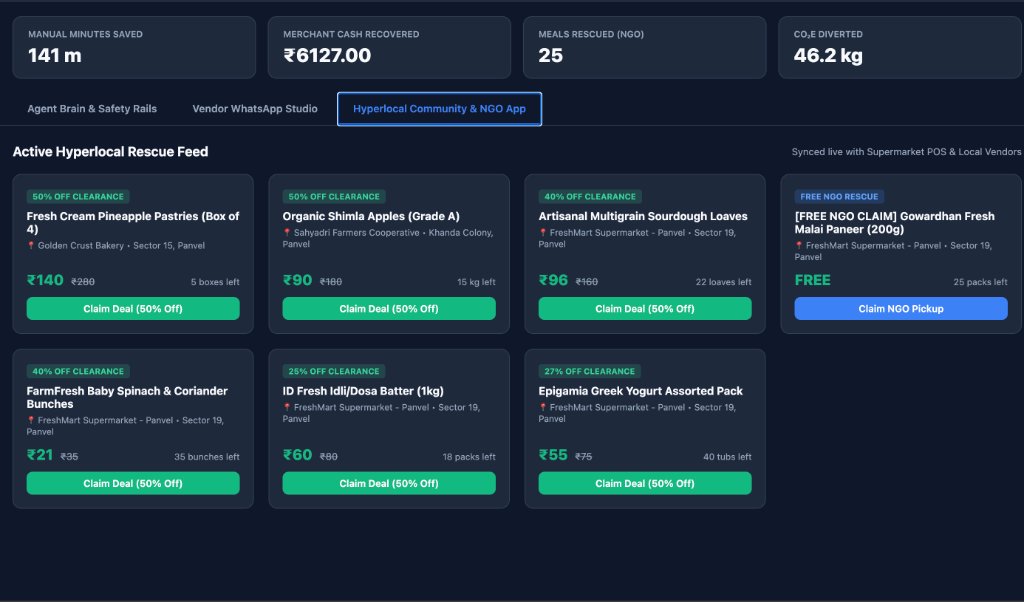 MANUAL MINUTES SAVED
141 m
MERCHANT CASH RECOVERED
₹6127.00
MEALS RESCUED (NGO)
25
CO₂E DIVERTED
46.2 kg
Agent Brain & Safety Rails
Vendor WhatsApp Studio
Hyperlocal Community & NGO App
Active Hyperlocal Rescue Feed
Synced live with Supermarket POS & Local Vendors
50% OFF CLEARANCE
Fresh Cream Pineapple Pastries (Box of
4)
📍 Golden Crust Bakery • Sector 15, Panvel
₹140 ₹280
5 boxes left
Claim Deal (50% Off)
50% OFF CLEARANCE
Organic Shimla Apples (Grade A)
📍 Sahyadri Farmers Cooperative • Khanda Colony,
Panvel
₹90 ₹180
15 kg left
Claim Deal (50% Off)
40% OFF CLEARANCE
Artisanal Multigrain Sourdough Loaves
📍 FreshMart Supermarket - Panvel • Sector 19,
Panvel
₹96 ₹160
22 loaves left
Claim Deal (50% Off)
FREE NGO RESCUE
[FREE NGO CLAIM] Gowardhan Fresh
Malai Paneer (200g)
📍 FreshMart Supermarket - Panvel • Sector 19,
Panvel
FREE
25 packs left
Claim NGO Pickup
40% OFF CLEARANCE
FarmFresh Baby Spinach & Coriander
Bunches
📍 FreshMart Supermarket - Panvel • Sector 19,
Panvel
₹21 ₹35
35 bunches left
Claim Deal (50% Off)
25% OFF CLEARANCE
ID Fresh Idli/Dosa Batter (1kg)
📍 FreshMart Supermarket - Panvel • Sector 19,
Panvel
₹60 ₹80
18 packs left
Claim Deal (50% Off)
27% OFF CLEARANCE
Epigamia Greek Yogurt Assorted Pack
📍 FreshMart Supermarket - Panvel • Sector 19,
Panvel
₹55 ₹75
40 tubs left
Claim Deal (50% Off)